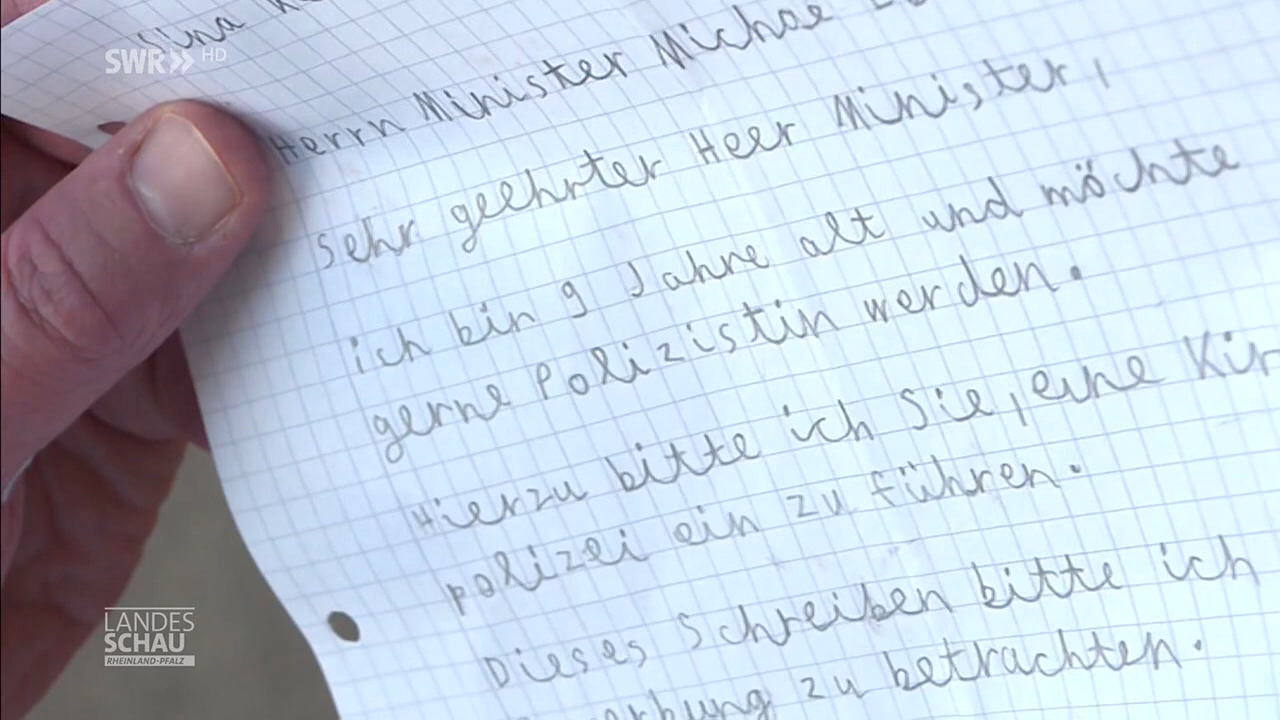 SWR» HD
Herrn Minister
Sehr geehrter Heer Minister,
ich bin 9 Jahre alt und möchte
gerne Polizistin werden.
Hierzu bitte ich Sie, eine Kin
polizei ein zu führen.
Dieses Schreiben bitte ich
zu betrachten.
LANDES
SCHAU
RHEINLAND-PFALZ